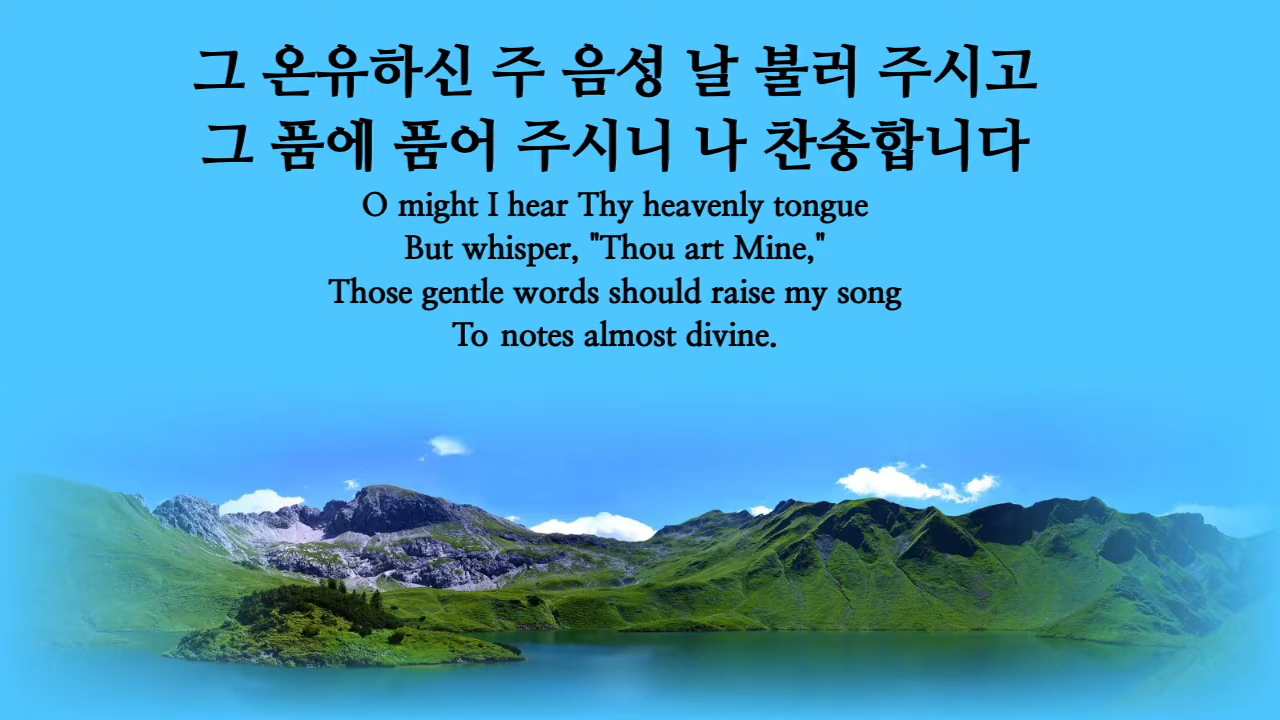 그 온유하신 주 음성 날 불러 주시고
그 품에 품어 주시니 나 찬송합니다
O might I hear Thy heavenly tongue
But whisper, "Thou art Mine,"
Those gentle words should raise my song
To notes almost divine.